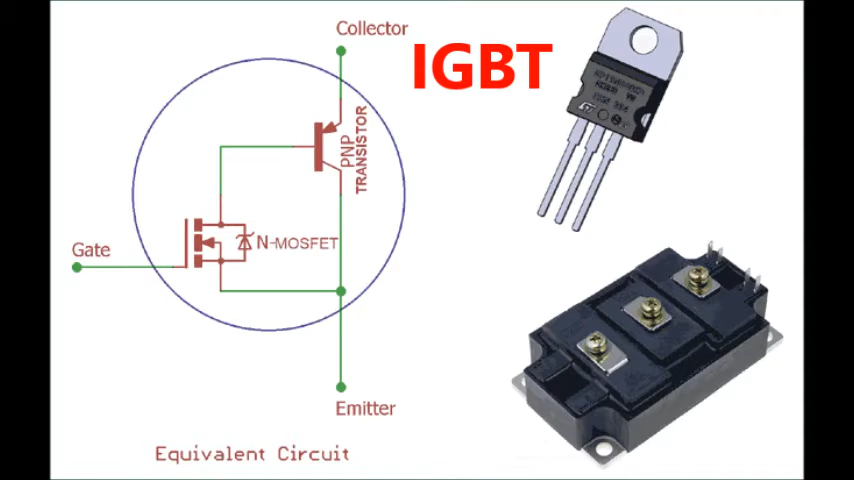 Collector
IGBT
PNP
TRANSISTOR
N-MOSFET
Gate
Emitter
Equivalent Circuit